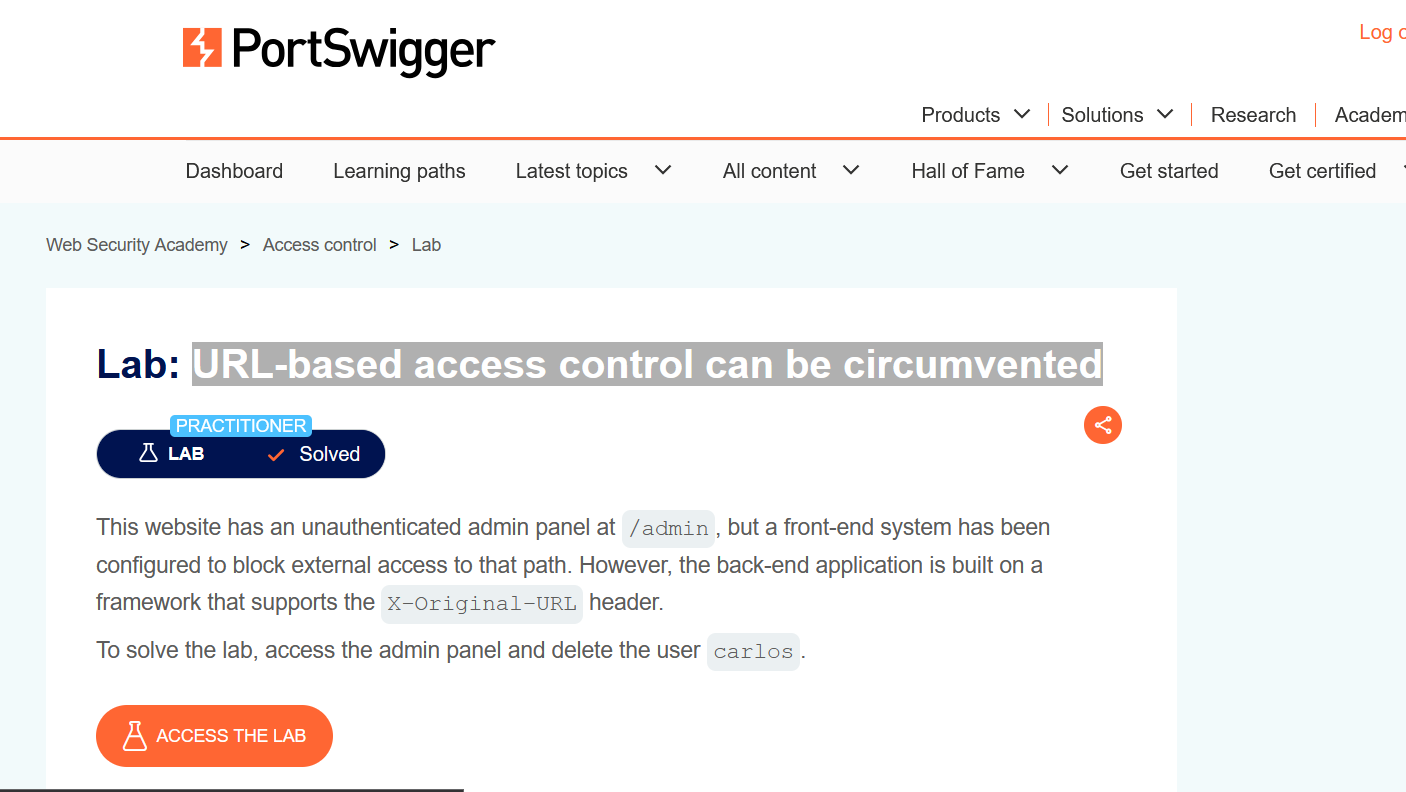 PortSwigger
Log o
Products
Solutions
Research
Academ
Dashboard
Learning paths
Latest topics
All content
Hall of Fame
Get started
Get certified
Web Security Academy > Access control > Lab
Lab: URL-based access control can be circumvented
PRACTITIONER
LAB
Solved
This website has an unauthenticated admin panel at /admin, but a front-end system has been
configured to block external access to that path. However, the back-end application is built on a
framework that supports the X-Original-URL header.
To solve the lab, access the admin panel and delete the user carlos.
ACCESS THE LAB